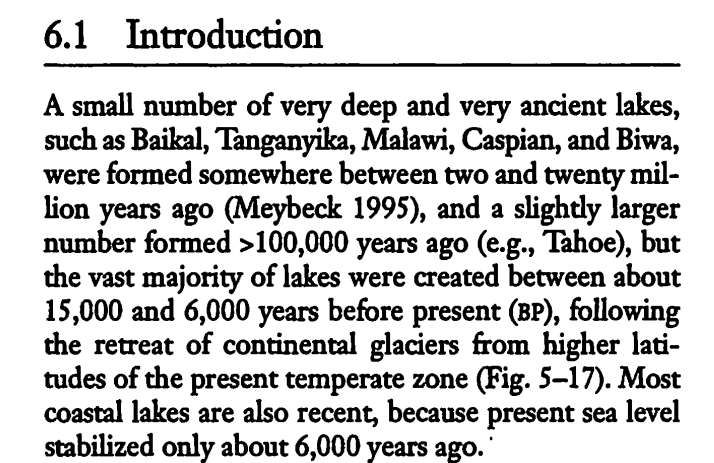 6.1 Introduction
A small number of very deep and very ancient lakes,
such as Baikal, Tanganyika, Malawi, Caspian, and Biwa,
were formed somewhere between two and twenty mil-
lion years ago (Meybeck 1995), and a slightly larger
number formed >100,000 years ago (e.g., Tahoe), but
the vast majority of lakes were created between about
15,000 and 6,000 years before present (BP), following
the retreat of continental glaciers from higher lati-
tudes of the present temperate zone (Fig. 5–17). Most
coastal lakes are also recent, because present sea level
stabilized only about 6,000 years ago.